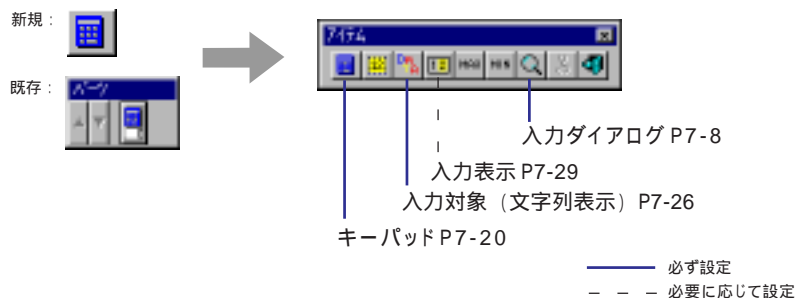 新規：
既存：
パーツ
アイテム
MAX
MIN
入力ダイアログ P7-8
入力表示 P7-29
入力対象（文字列表示）P7-26
キーパッド P7-20
必ず設定
必要に応じて設定